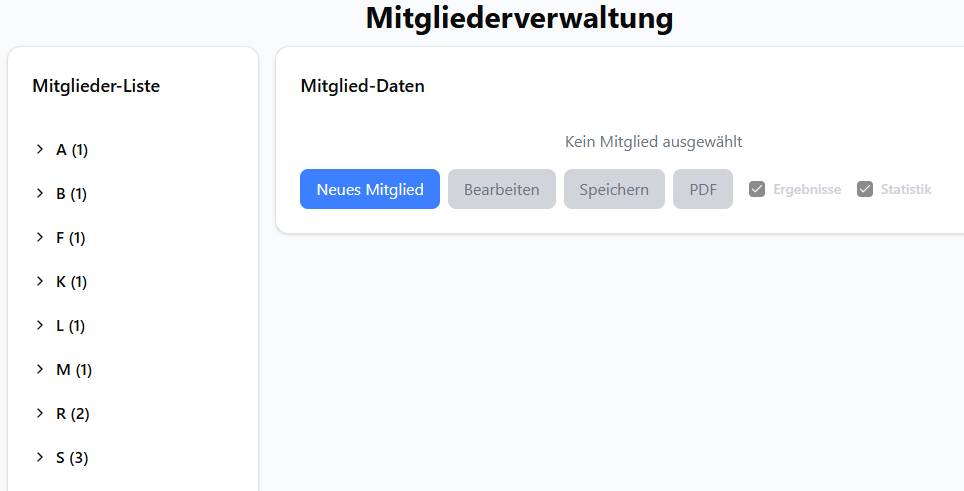 Mitgliederverwaltung
Mitglieder-Liste
A (1)
B (1)
F (1)
K (1)
L (1)
M (1)
R (2)
S (3)
Mitglied-Daten
Kein Mitglied ausgewählt
Neues Mitglied Bearbeiten Speichern PDF Ergebnisse Statistik